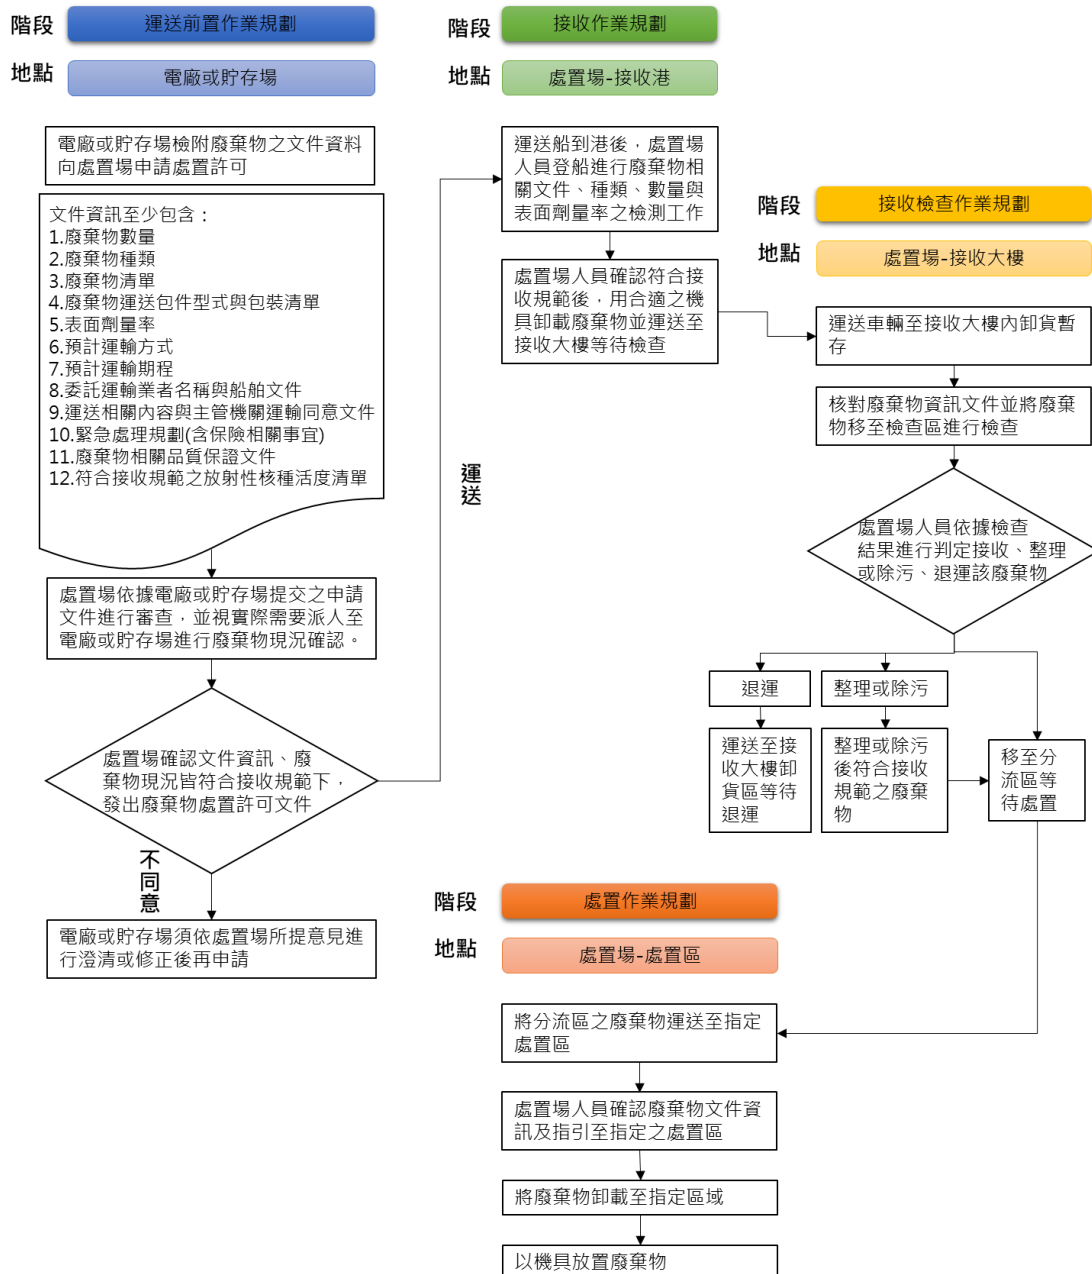 階段
運送前置作業規劃
地點
電廠或貯存場
電廠或貯存場檢附廢棄物之文件資料
向處置場申請處置許可
文件資訊至少包含：
1.廢棄物數量
2.廢棄物種類
3.廢棄物清單
4.廢棄物運送包件型式與包裝清單
5.表面劑量率
6.預計運輸方式
7.預計運輸期程
8.委託運輸業者名稱與船舶文件
9.運送相關內容與主管機關運輸同意文件
10.緊急處理規劃(含保險相關事宜)
11.廢棄物相關品質保證文件
12.符合接收規範之放射性核種活度清單
處置場依據電廠或貯存場提交之申請
文件進行審查，並視實際需要派人至
電廠或貯存場進行廢棄物現況確認。
處置場確認文件資訊、廢
棄物現況皆符合接收規範下，
發出廢棄物處置許可文件
不同意
電廠或貯存場須依處置場所提意見進
行澄清或修正後再申請
運送
階段
接收作業規劃
地點
處置場-接收港
運送船到港後，處置場
人員登船進行廢棄物相
關文件、種類、數量與
表面劑量率之檢測工作
處置場人員確認符合接
收規範後，用合適之機
具卸載廢棄物並運送至
接收大樓等待檢查
階段
接收檢查作業規劃
地點
處置場-接收大樓
運送車輛至接收大樓內卸貨暫
存
核對廢棄物資訊文件並將廢棄
物移至檢查區進行檢查
處置場人員依據檢查
結果進行判定接收、整理
或除污、退運該廢棄物
退運
整理或除污
運送至接
收大樓卸
貨區等待
退運
整理或除污
後符合接收
規範之廢棄
物
移至分
流區等
待處置
階段
處置作業規劃
地點
處置場-處置區
將分流區之廢棄物運送至指定
處置區
處置場人員確認廢棄物文件資
訊及指引至指定之處置區
將廢棄物卸載至指定區域
以機具放置廢棄物